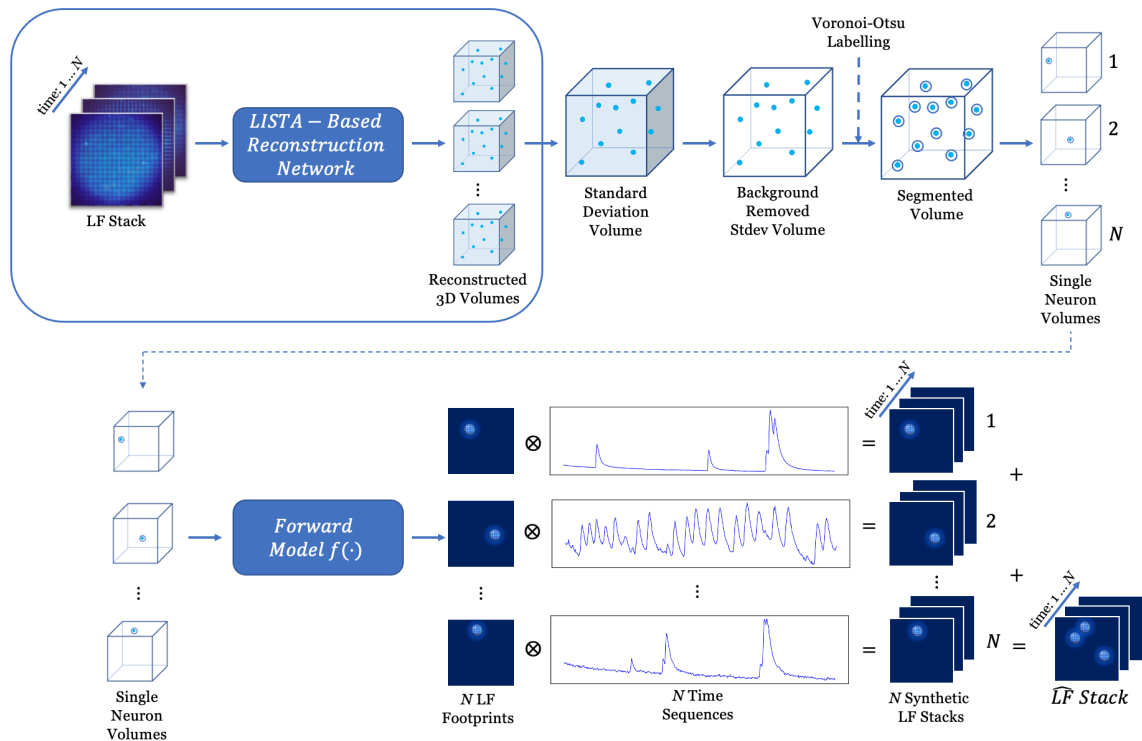 Voronoi-Otsu
Labelling
time: 1 ... N
LISTA – Based
Reconstruction
Network
LF Stack
⋮
Reconstructed
3D Volumes
Standard
Deviation
Volume
Background
Removed
Stdev Volume
Segmented
Volume
1
2
⋮
N
Single
Neuron
Volumes
time: 1 ... N
⊗
=
1
+
Forward
Model f(·)
⊗
=
2
+
⋮
⋮
⋮
⋮
time: 1 ... N
⊗
=
N
=
Single
Neuron
Volumes
N LF
Footprints
N Time
Sequences
N Synthetic
LF Stacks
L͡F Stack